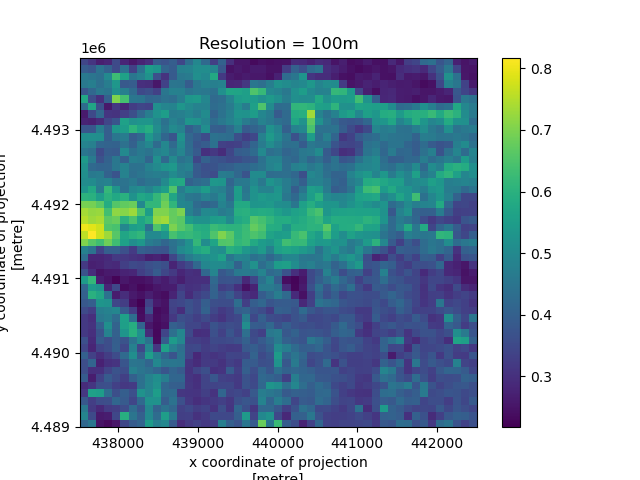 Resolution = 100m
1e6
4.493
4.492
4.491
4.490
4.489
y coordinate of projection
[metre]
438000 439000 440000 441000 442000
x coordinate of projection
[metre]
0.8
0.7
0.6
0.5
0.4
0.3